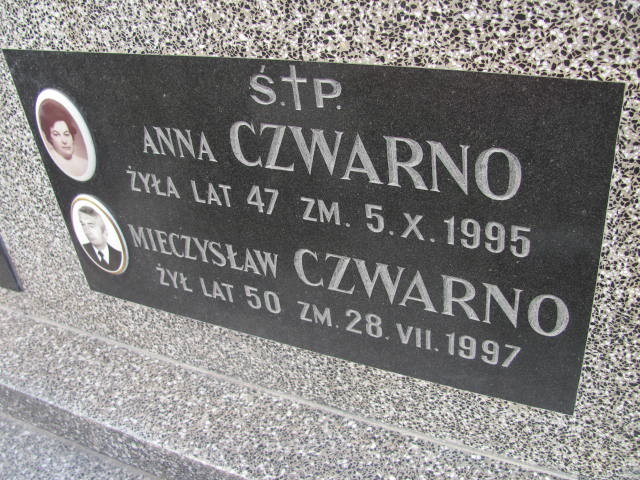 Ś.†P.
ANNA CZWARNO
ŻYŁA LAT 47 ZM. 5. X. 1995
MIECZYSŁAW CZWARNO
ŻYŁ LAT 50 ZM. 28. VII. 1997